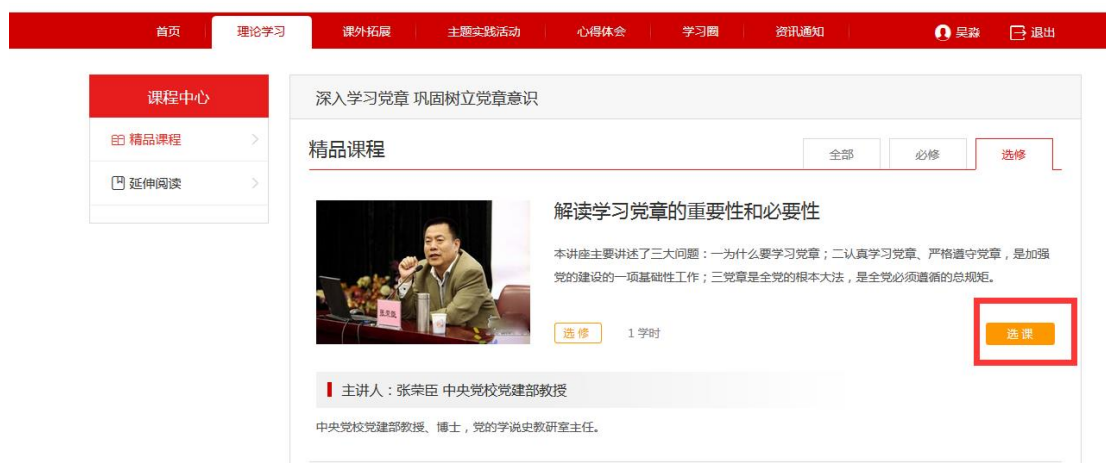 首页 理论学习 课外拓展 主题实践活动 心得体会 学习圈 资讯通知 吴淼 退出
课程中心
深入学习党章 巩固树立党章意识
精品课程
精品课程
全部 必修 选修
延伸阅读
解读学习党章的重要性和必要性
本讲座主要讲述了三大问题：一为什么要学习党章；二认真学习党章、严格遵守党章，是加强
党的建设的一项基础性工作；三党章是全党的根本大法，是全党必须遵循的总规矩。
张荣臣
选修 1 学时
选课
主讲人：张荣臣 中央党校党建部教授
中央党校党建部教授、博士，党的学说史教研室主任。